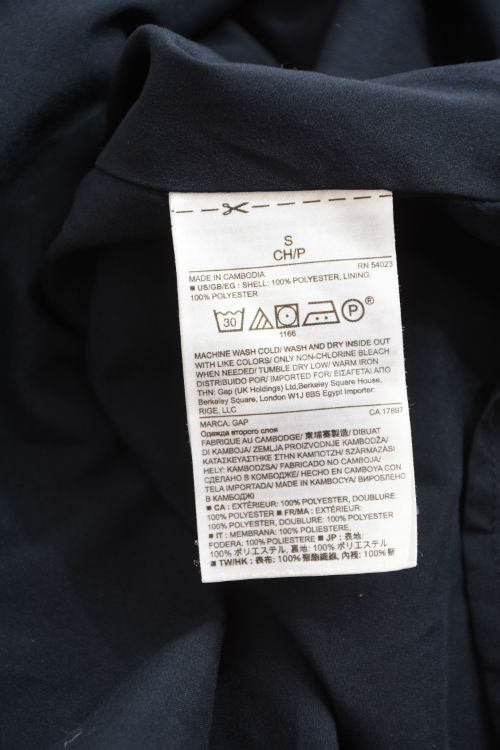 S
CH/P
RN 54023
MADE IN CAMBODIA
■ US/GB/EG : SHELL: 100% POLYESTER, LINING:
100% POLYESTER
30
P®
1166
MACHINE WASH COLD/ WASH AND DRY INSIDE OUT
WITH LIKE COLORS/ ONLY NON-CHLORINE BLEACH
WHEN NEEDED/ TUMBLE DRY LOW/ WARM IRON
DISTRIBUIDO POR/ IMPORTED FOR/ ΕΙΣΑΓΕΤΑΙ ΑΠΟ
ΤΗΝ: Gap (UK Holdings) Ltd,Berkeley Square House,
Berkeley Square, London W1J 6BS Egypt Importer:
RIGE, LLC
MARCA: GAP CA 17897
Одежда второго слоя
FABRIQUE AU CAMBODGE/ 東埔寨製造/ DIBUAT
DI KAMBOJA/ ZEMLJA PROIZVODNJE KAMBODŽA/
ΚΑΤΑΣΚΕΥΑΣΤΗΚΕ ΣΤΗΝ ΚΑΜΠΟΤΖΗ/ SZÁRMAZÁSI
HELY: KAMBODZSA/ FABRICADO NO CAMBOJA/
СДЕЛАНО В КОМБОДЖЕ/ HECHO EN CAMBOYA CON
TELA IMPORTADA/ MADE IN KAMBOCYA/ ВИРОБЛЕНО
В КАМБОДЖІ
■ CA : EXTÉRIEUR: 100% POLYESTER, DOUBLURE:
100% POLYESTER ■ FR/MA : EXTÉRIEUR:
100% POLYESTER, DOUBLURE: 100% POLYESTER
■ IT : MEMBRANA: 100% POLIESTERE,
FODERA: 100% POLIESTERE ■ JP : 表地:
100% ポリエステル, 裏地: 100% ポリエステル
■ TW/HK : 表布: 100% 聚酯纖維, 內裡: 100% 聚